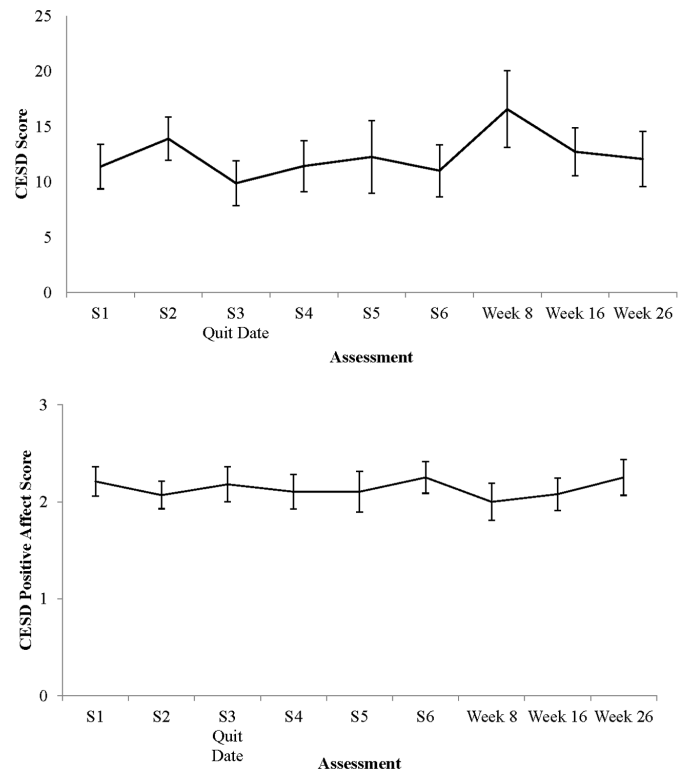 25
20
15
10
5
0
CESD Score
S1 S2 S3 S4 S5 S6 Week 8 Week 16 Week 26
Quit Date
Assessment
3
2
1
0
CESD Positive Affect Score
S1 S2 S3 S4 S5 S6 Week 8 Week 16 Week 26
Quit
Date
Assessment